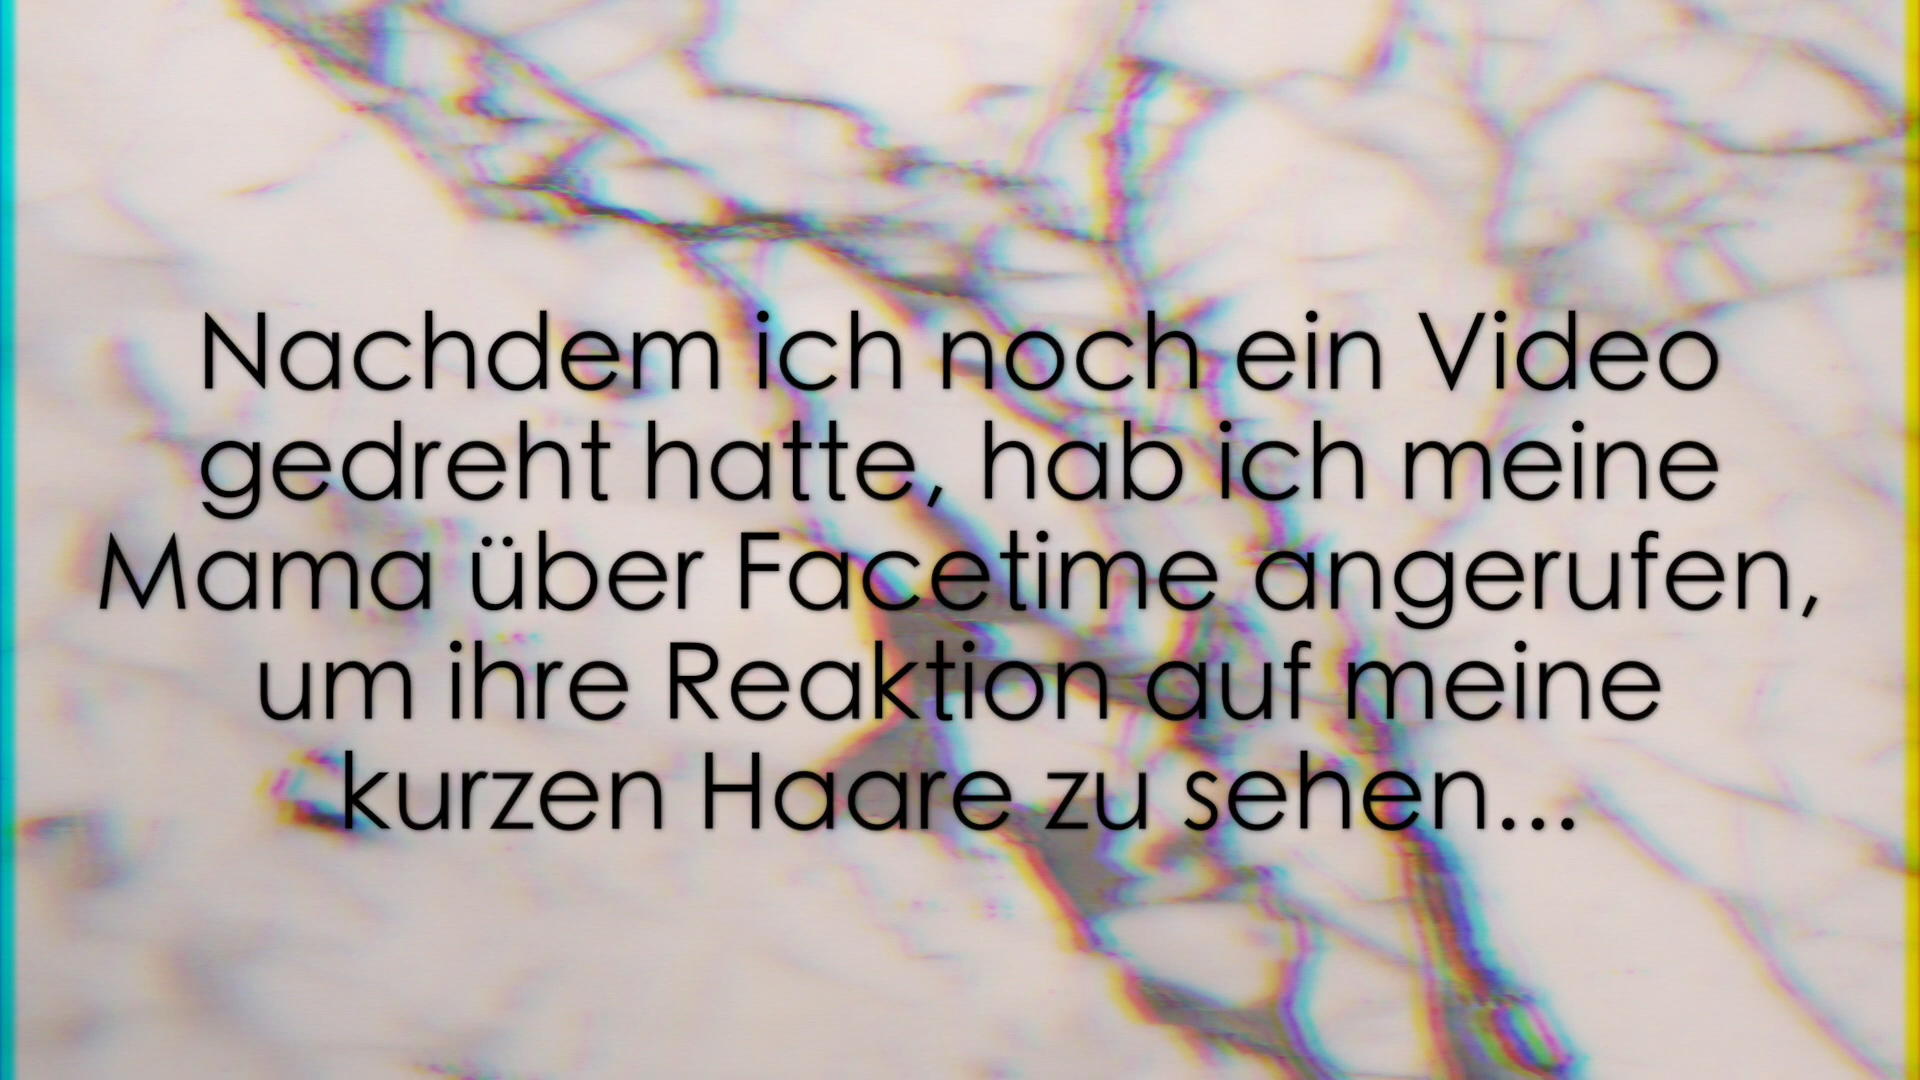 Nachdem ich noch ein Video
gedreht hatte, hab ich meine
Mama über Facetime angerufen,
um ihre Reaktion auf meine
kurzen Haare zu sehen...